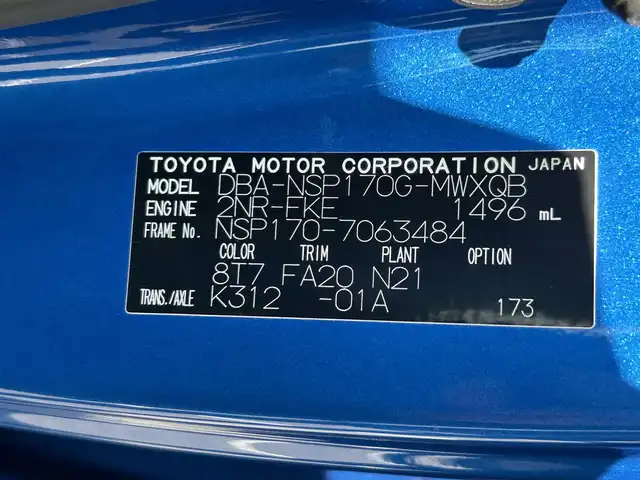 TOYOTA MOTOR CORPORATION JAPAN
MODEL DBA-NSP170G-MWXQB
ENGINE 2NR-FKE 1496 mL
FRAME No. NSP170-7063484
COLOR TRIM PLANT OPTION
8T7 FA20 N21
TRANS./AXLE K312 -01A 173